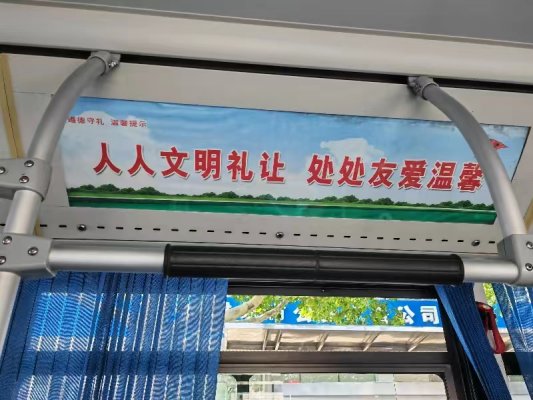 遵德守礼 温馨提示
人人文明礼让 处处友爱温馨
司公